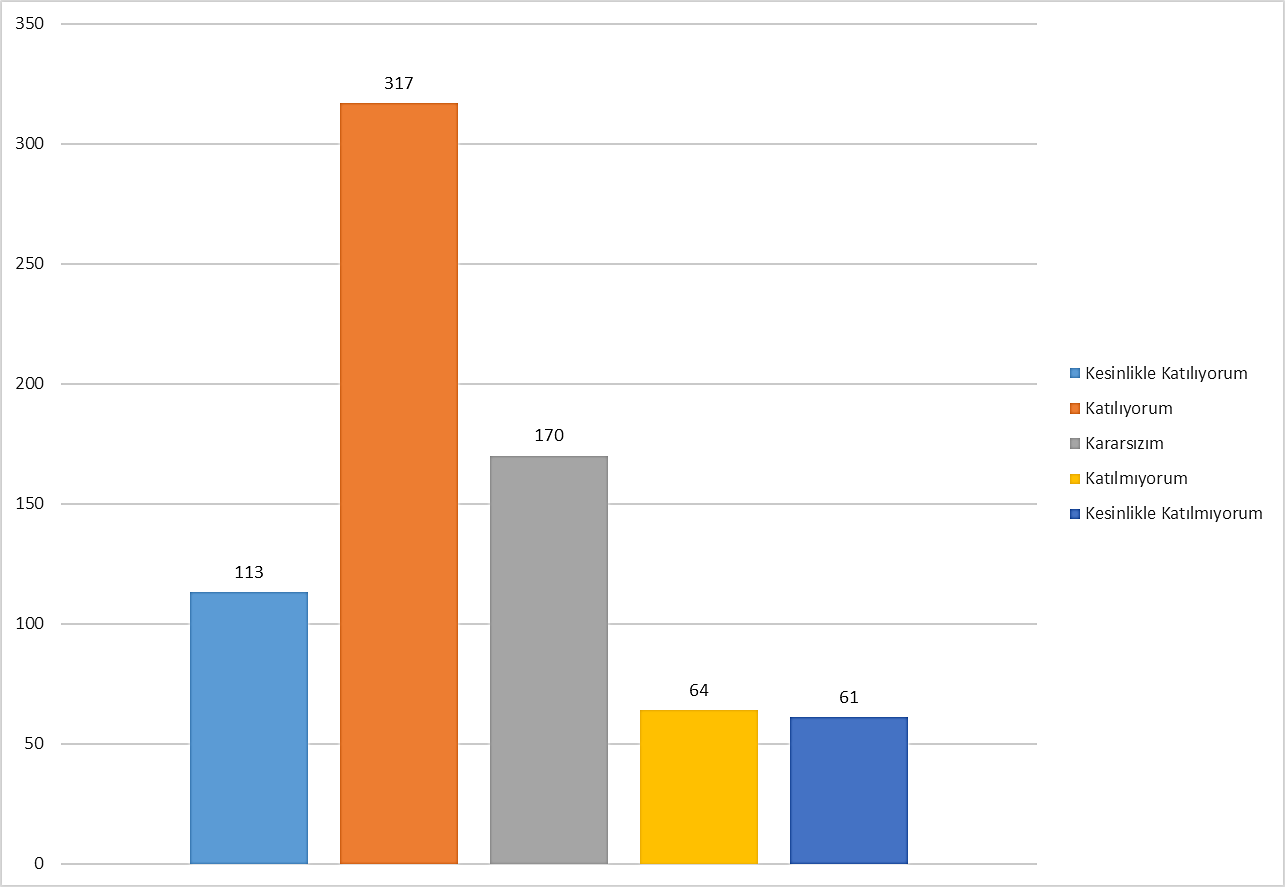 350
300
250
200
150
100
50
0
113
317
170
64
61
Kesinlikle Katılıyorum
Katılıyorum
Kararsızım
Katılmıyorum
Kesinlikle Katılmıyorum